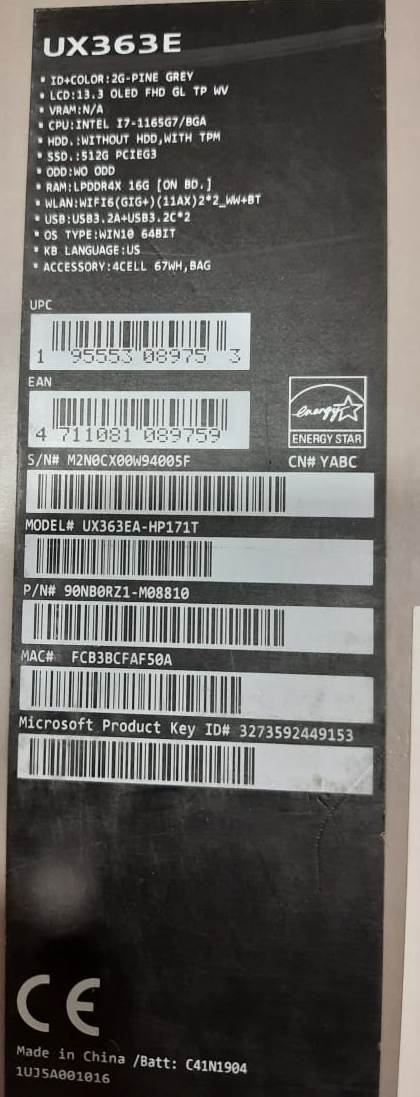 UX363E
▪ ID+COLOR:2G-PINE GREY
▪ LCD:13.3 OLED FHD GL TP WV
▪ VRAM:N/A
▪ CPU:INTEL I7-1165G7/BGA
▪ HDD.:WITHOUT HDD,WITH TPM
▪ SSD.:512G PCIEG3
▪ ODD:WO ODD
▪ RAM:LPDDR4X 16G [ON BD.]
▪ WLAN:WIFI6(GIG+)(11AX)2*2_WW+BT
▪ USB:USB3.2A+USB3.2C*2
▪ OS TYPE:WIN10 64BIT
▪ KB LANGUAGE:US
▪ ACCESSORY:4CELL 67WH,BAG
UPC
1 95553 08975 3
EAN
4 711081 089759
energy
ENERGY STAR
S/N# M2N0CX00W94005F
CN# YABC
MODEL# UX363EA-HP171T
P/N# 90NB0RZ1-M08810
MAC# FCB3BCFAF50A
Microsoft Product Key ID# 3273592449153
CE
Made in China /Batt: C41N1904
1UJ5A001016